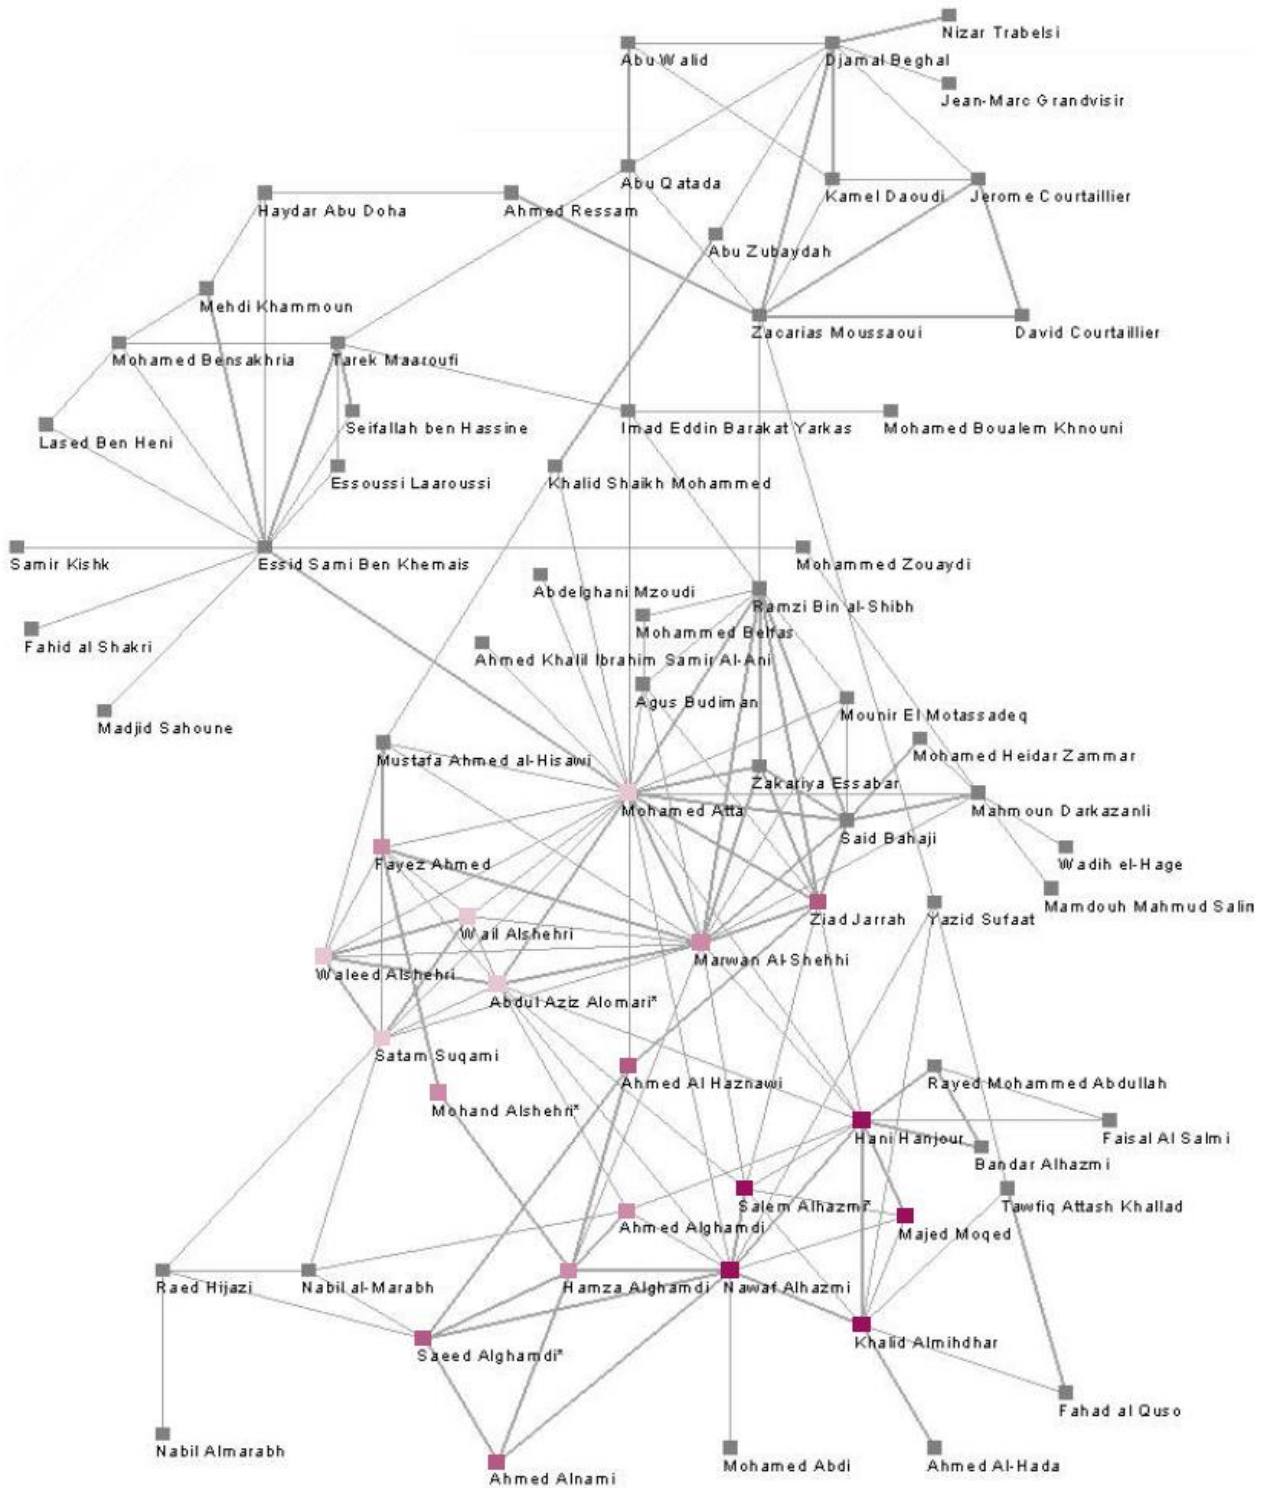 Nizar Trabelsi
Abu Walid
Djamal Beghal
Jean-Marc Grandvisir
Abu Qatada
Kamel Daoudi
Jerome Courtaillier
Haydar Abu Doha
Ahmed Ressam
Abu Zubaydah
Mehdi Khammoun
Zacarias Moussaoui
David Courtaillier
Mohamed Bensakhria
Tarek Maaroufi
Lased Ben Heni
Seifallah ben Hassine
Imad Eddin Barakat Yarkas
Mohamed Boualem Khnouni
Essoussi Laaroussi
Khalid Shaikh Mohammed
Samir Kishk
Essid Sami Ben Khemais
Mohammed Zouaydi
Abdelghani Mzoudi
Ramzi Bin al-Shibh
Mohammed Belfas
Fahid al Shakri
Ahmed Khalil Ibrahim Samir Al-Ani
Agus Budiman
Mounir El Motassadeq
Madjid Sahoune
Mustafa Ahmed al-Hisawi
Mohamed Heidar Zammar
Zakariya Essabar
Mohamed Atta
Mahmoun Darkazanli
Said Bahaji
Fayez Ahmed
Wadih el-Hage
Mamdouh Mahmud Salin
Wail Alshehri
Ziad Jarrah
Yazid Sufaat
Marwan Al-Shehhi
Waleed Alshehri
Abdul Aziz Alomari*
Satam Suqami
Ahmed Al Haznawi
Rayed Mohammed Abdullah
Mohand Alshehri*
Hani Hanjour
Faisal Al Salmi
Bandar Alhazmi
Salem Alhazmi*
Tawfiq Attash Khallad
Ahmed Alghamdi
Majed Moqed
Raed Hijazi
Nabil al-Marabh
Hamza Alghamdi
Nawaf Alhazmi
Khalid Almihdhar
Saeed Alghamdi*
Fahad al Quso
Nabil Almarabh
Mohamed Abdi
Ahmed Al-Hada
Ahmed Alnami